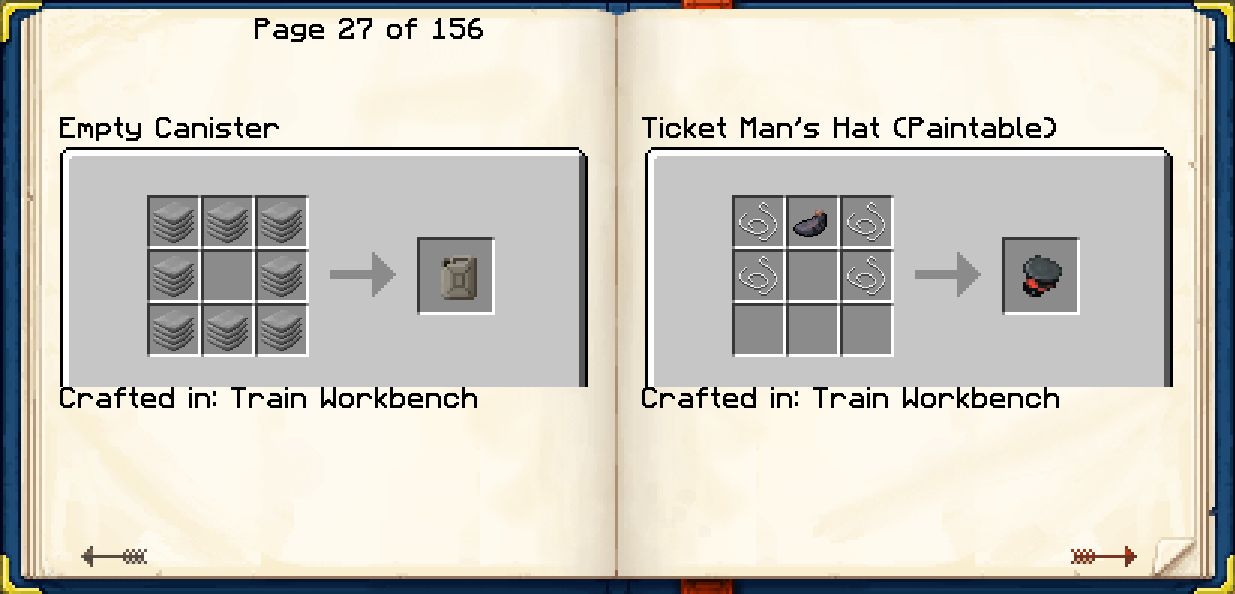 Page 27 of 156
Empty Canister
Crafted in: Train Workbench
Ticket Man's Hat (Paintable)
Crafted in: Train Workbench